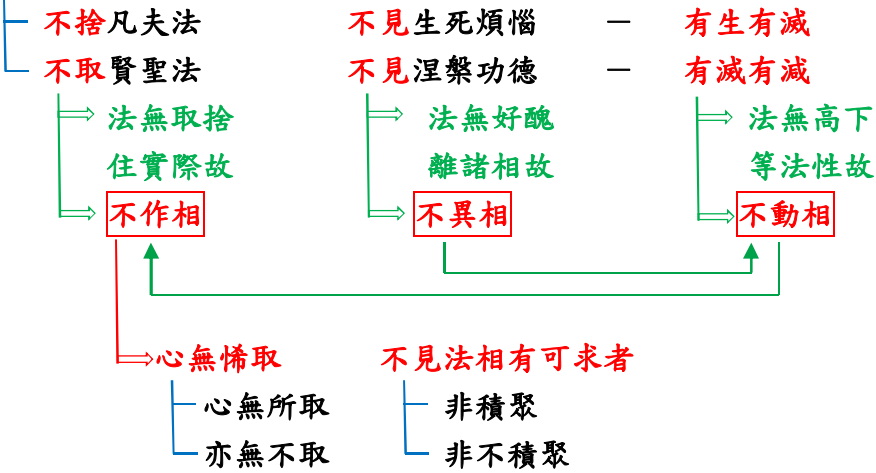 不捨凡夫法 不見生死煩惱 － 有生有滅
不取賢聖法 不見涅槃功德 － 有滅有減
法無取捨 法無好醜 法無高下
住實際故 離諸相故 等法性故
不作相 不異相 不動相
心無悕取 不見法相有可求者
心無所取 非積聚
亦無不取 非不積聚